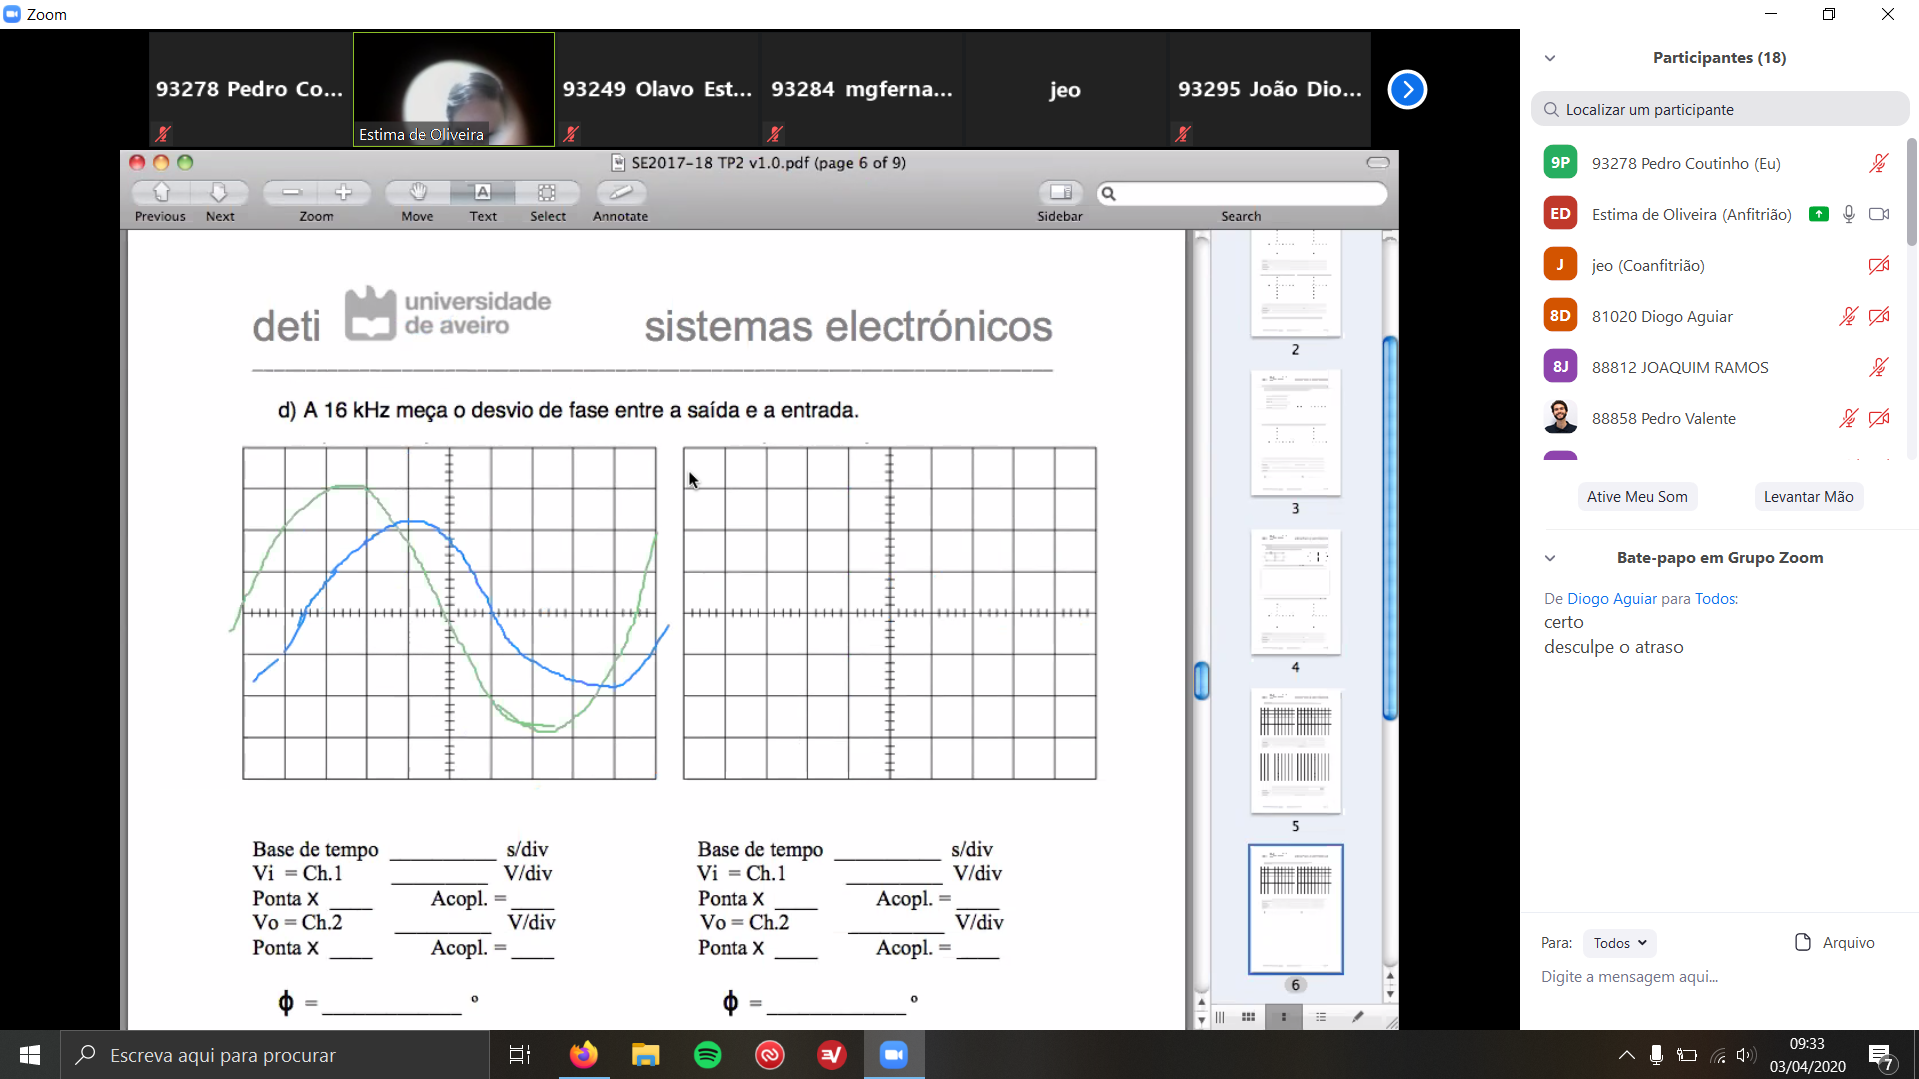 Zoom
93278 Pedro Co...
Estima de Oliveira
93249 Olavo Est...
93284 mgferna...
jeo
93295 João Dio...
SE2017-18 TP2 v1.0.pdf (page 6 of 9)
Previous
Next
Zoom
Move
Text
Select
Annotate
Sidebar
Search
deti
universidade
de aveiro
sistemas electrónicos
d) A 16 kHz meça o desvio de fase entre a saída e a entrada.
Base de tempo __________ s/div
Vi = Ch.1 _________ V/div
Ponta X ____ Acopl. = ____
Vo = Ch.2 _________ V/div
Ponta X ____ Acopl. = ____
ϕ = _____________ º
Base de tempo __________ s/div
Vi = Ch.1 _________ V/div
Ponta X ____ Acopl. = ____
Vo = Ch.2 _________ V/div
Ponta X ____ Acopl. = ____
ϕ = _____________ º
2
3
4
5
6
Participantes (18)
Localizar um participante
9P 93278 Pedro Coutinho (Eu)
ED Estima de Oliveira (Anfitrião)
J jeo (Coanfitrião)
8D 81020 Diogo Aguiar
8J 88812 JOAQUIM RAMOS
88858 Pedro Valente
Ative Meu Som
Levantar Mão
Bate-papo em Grupo Zoom
De Diogo Aguiar para Todos:
certo
desculpe o atraso
Para: Todos
Arquivo
Digite a mensagem aqui...
Escreva aqui para procurar
09:33
03/04/2020
7